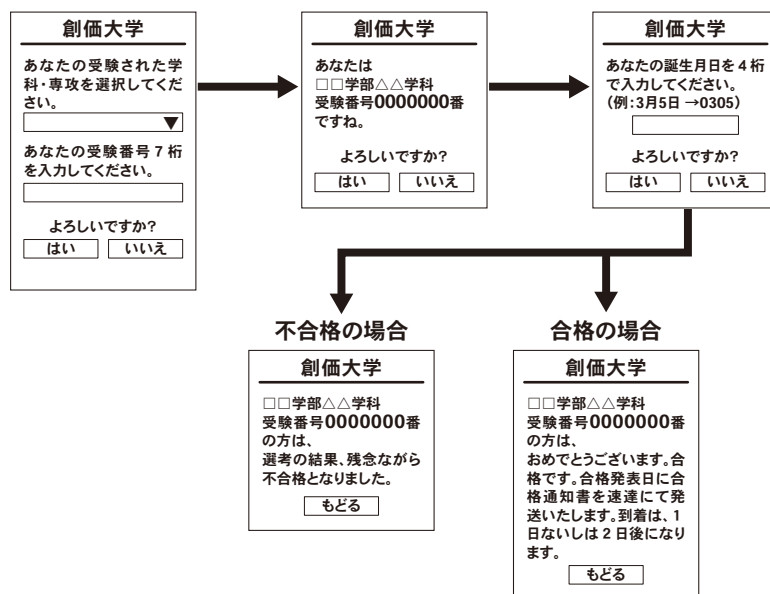 創価大学
あなたの受験された学
科・専攻を選択してくだ
さい。
▼
あなたの受験番号7桁
を入力してください。
よろしいですか?
はい いいえ
創価大学
あなたは
□□学部△△学科
受験番号0000000番
ですね。
よろしいですか?
はい いいえ
創価大学
あなたの誕生月日を4桁
で入力してください。
(例:3月5日→0305)
よろしいですか?
はい いいえ
不合格の場合
創価大学
□□学部△△学科
受験番号0000000番
の方は、
選考の結果、残念ながら
不合格となりました。
もどる
合格の場合
創価大学
□□学部△△学科
受験番号0000000番
の方は、
おめでとうございます。合
格です。合格発表日に合
格通知書を速達にて発
送いたします。到着は、1
日ないしは2日後になり
ます。
もどる